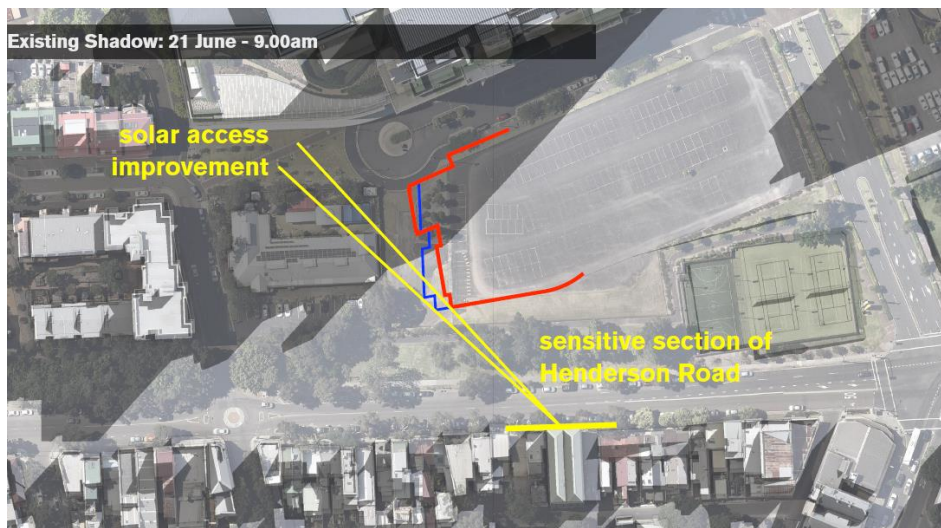 Existing Shadow: 21 June - 9.00am
solar access
improvement
sensitive section of
Henderson Road